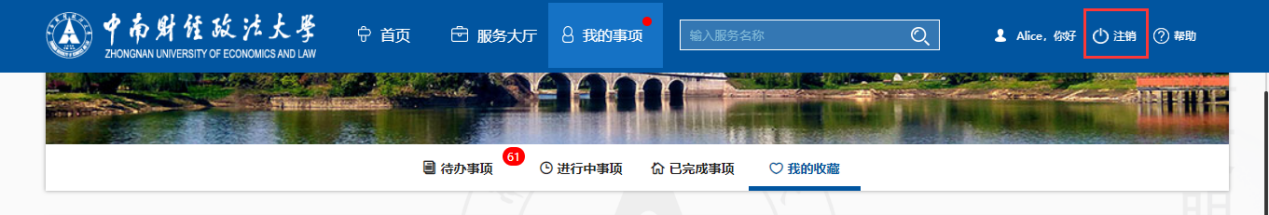 中南财经政法大学
ZHONGNAN UNIVERSITY OF ECONOMICS AND LAW
首页 服务大厅 我的事项 输入服务名称 Alice，你好 注销 帮助
待办事项 61 进行中事项 已完成事项 我的收藏